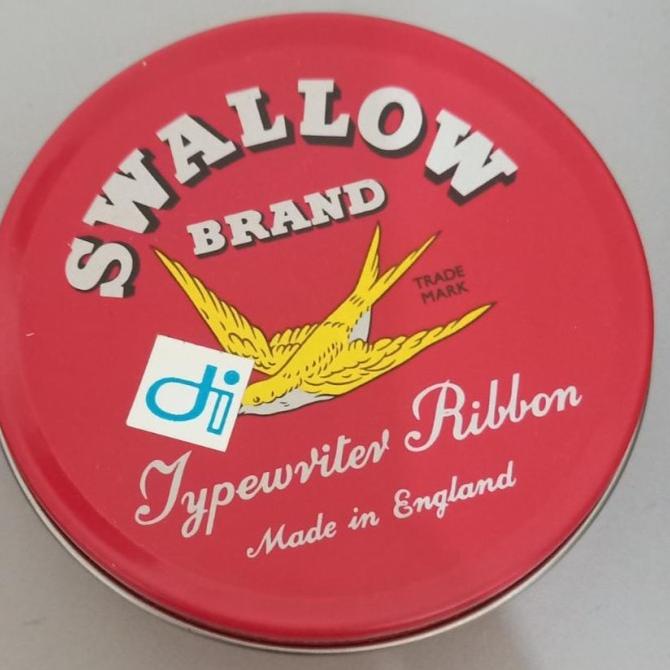 SWALLOW
BRAND
TRADE
MARK
di
Typewriter Ribbon
Made in England